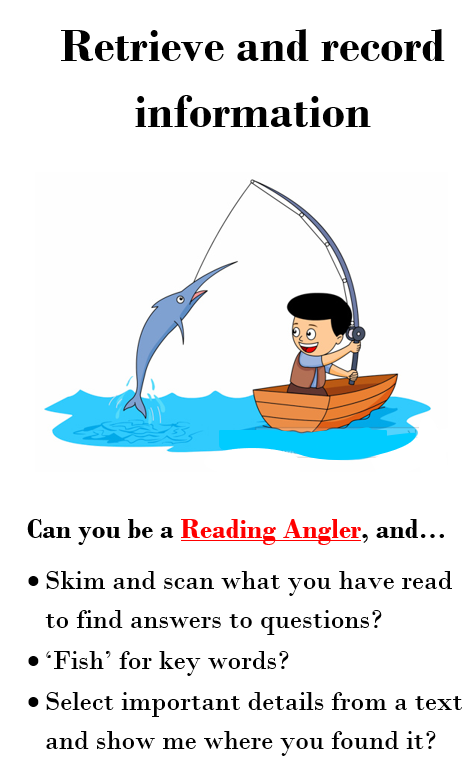 Retrieve and record
information
Can you be a Reading Angler, and…
• Skim and scan what you have read
to find answers to questions?
• ‘Fish’ for key words?
• Select important details from a text
and show me where you found it?